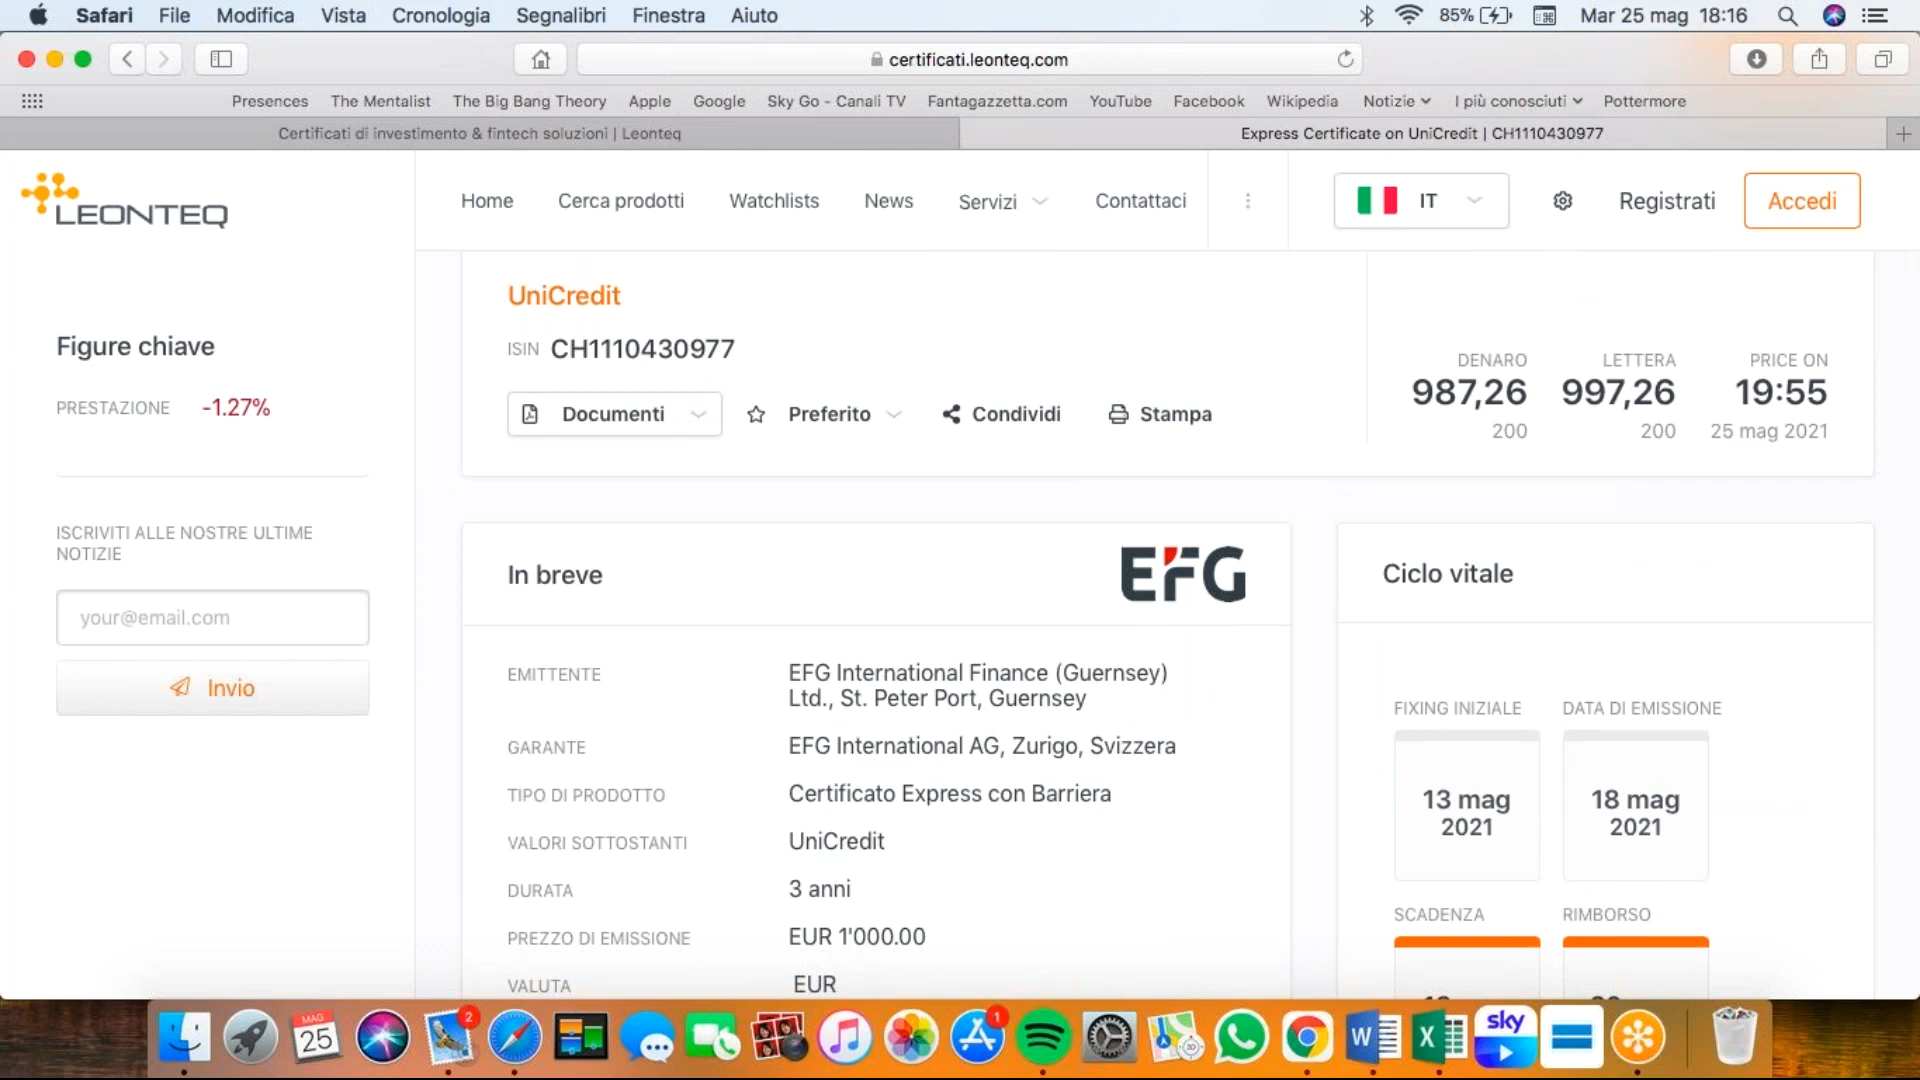 Safari File Modifica Vista Cronologia Segnalibri Finestra Aiuto 85% Mar 25 mag 18:16
certificati.leonteq.com
Presences The Mentalist The Big Bang Theory Apple Google Sky Go - Canali TV Fantagazzetta.com YouTube Facebook Wikipedia Notizie I più conosciuti Pottermore
Certificati di investimento & fintech soluzioni | Leonteq Express Certificate on UniCredit | CH1110430977
LEONTEQ
Home Cerca prodotti Watchlists News Servizi Contattaci IT Registrati Accedi
UniCredit
ISIN CH1110430977
Documenti Preferito Condividi Stampa
DENARO LETTERA PRICE ON
987,26 997,26 19:55
200 200 25 mag 2021
Figure chiave
PRESTAZIONE -1.27%
ISCRIVITI ALLE NOSTRE ULTIME
NOTIZIE
your@email.com
Invio
In breve EFG
EMITTENTE EFG International Finance (Guernsey)
Ltd., St. Peter Port, Guernsey
GARANTE EFG International AG, Zurigo, Svizzera
TIPO DI PRODOTTO Certificato Express con Barriera
VALORI SOTTOSTANTI UniCredit
DURATA 3 anni
PREZZO DI EMISSIONE EUR 1'000.00
VALUTA EUR
Ciclo vitale
FIXING INIZIALE DATA DI EMISSIONE
13 mag 18 mag
2021 2021
SCADENZA RIMBORSO
MAG
25
2
1
W
X
sky